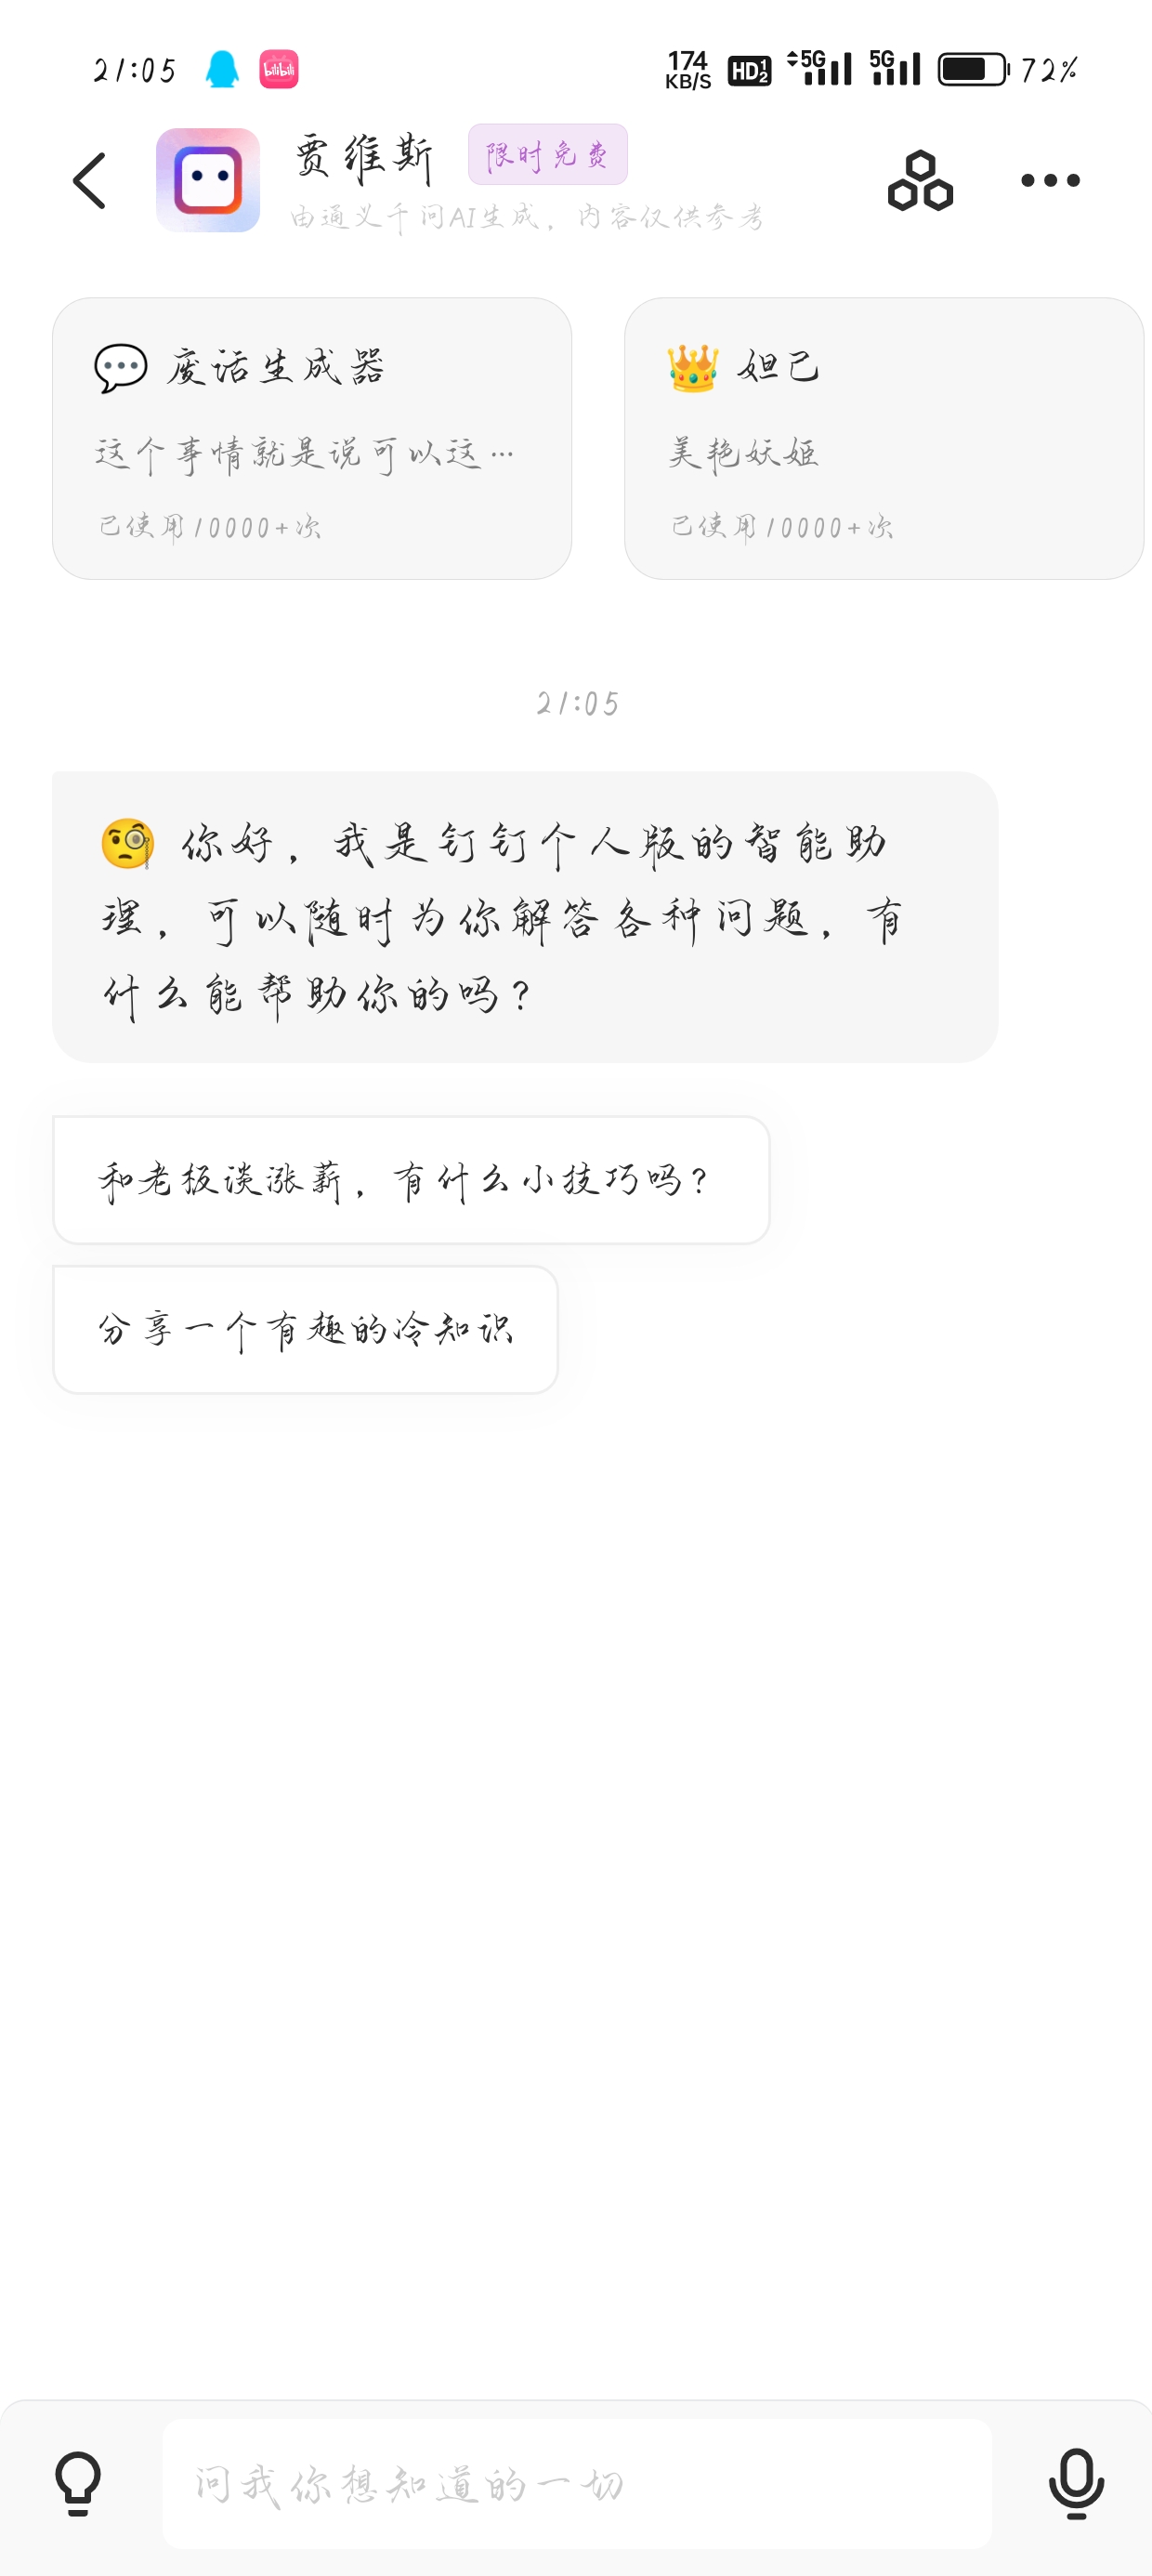 21:05 bilibili 174 KB/S HD 1 2 5G 5G 72%
贾维斯 限时免费
由通义千问AI生成，内容仅供参考
废话生成器
这个事情就是说可以这…
已使用10000+次
妲己
美艳妖姬
已使用10000+次
21:05
你好，我是钉钉个人版的智能助
理，可以随时为你解答各种问题，有
什么能帮助你的吗？
和老板谈涨薪，有什么小技巧吗？
分享一个有趣的冷知识
问我你想知道的一切